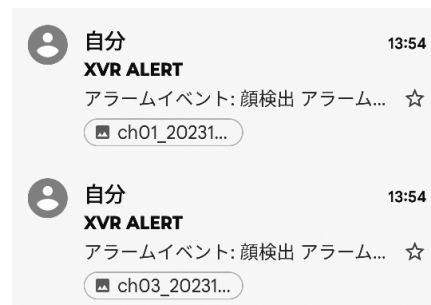 自分
13:54
XVR ALERT
アラームイベント: 顔検出 アラーム...
ch01_20231...
自分
13:54
XVR ALERT
アラームイベント: 顔検出 アラーム...
ch03_20231...